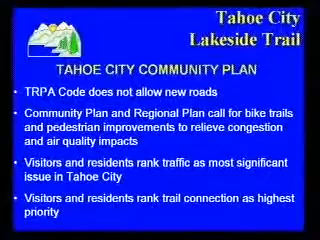 Tahoe City
Lakeside Trail
TAHOE CITY COMMUNITY PLAN
• TRPA Code does not allow new roads
• Community Plan and Regional Plan call for bike trails
and pedestrian improvements to relieve congestion
and air quality impacts
• Visitors and residents rank traffic as most significant
issue in Tahoe City
• Visitors and residents rank trail connection as highest
priority